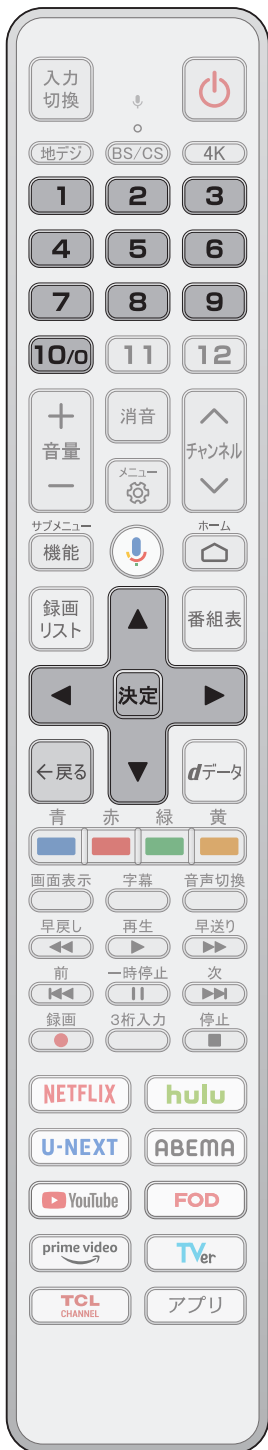 入力
切換
地デジ BS/CS 4K
1 2 3
4 5 6
7 8 9
10/0 11 12
＋ 消音
音量 チャンネル
－ メニュー
サブメニュー ホーム
機能
録画
リスト
番組表
決定
←戻る dデータ
青 赤 緑 黄
画面表示 字幕 音声切換
早戻し 再生 早送り
前 一時停止 次
録画 3桁入力 停止
NETFLIX hulu
U-NEXT ABEMA
YouTube FOD
prime video TVer
TCL
CHANNEL
アプリ